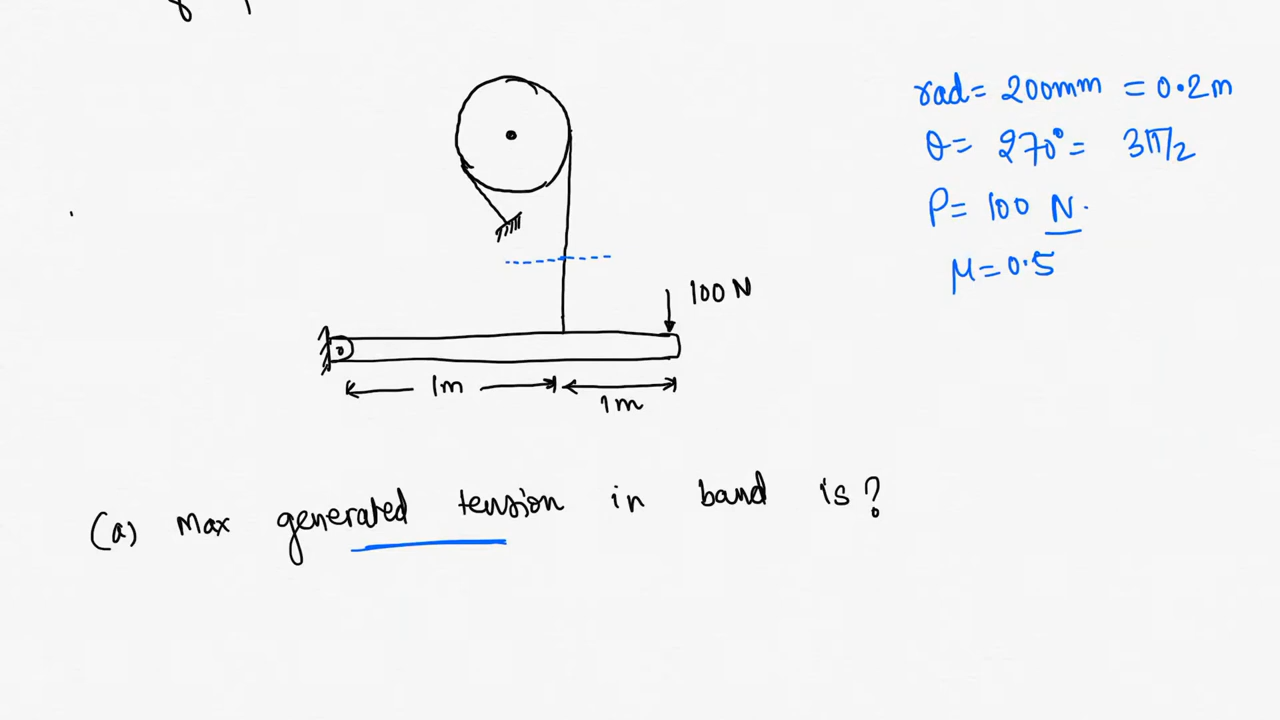 rad = 200mm = 0.2m
θ = 270° = 3π/2
P = 100 N.
μ = 0.5
100 N
1m
1m
(a) Max generated tension in band is?